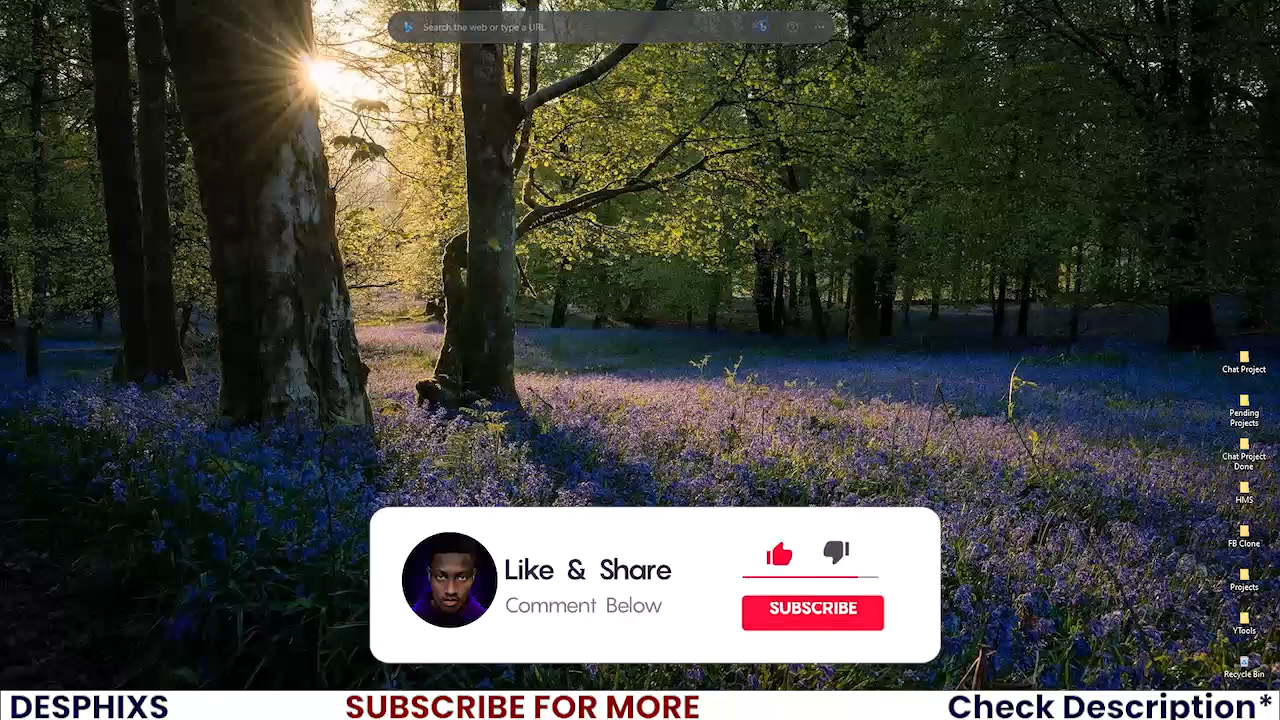 Search the web or type a URL
Chat Project
Pending
Projects
Chat Project
Done
HMS
FB Clone
Projects
YTools
Recycle Bin
Like & Share
Comment Below
SUBSCRIBE
DESPHIXS
SUBSCRIBE FOR MORE
Check Description*